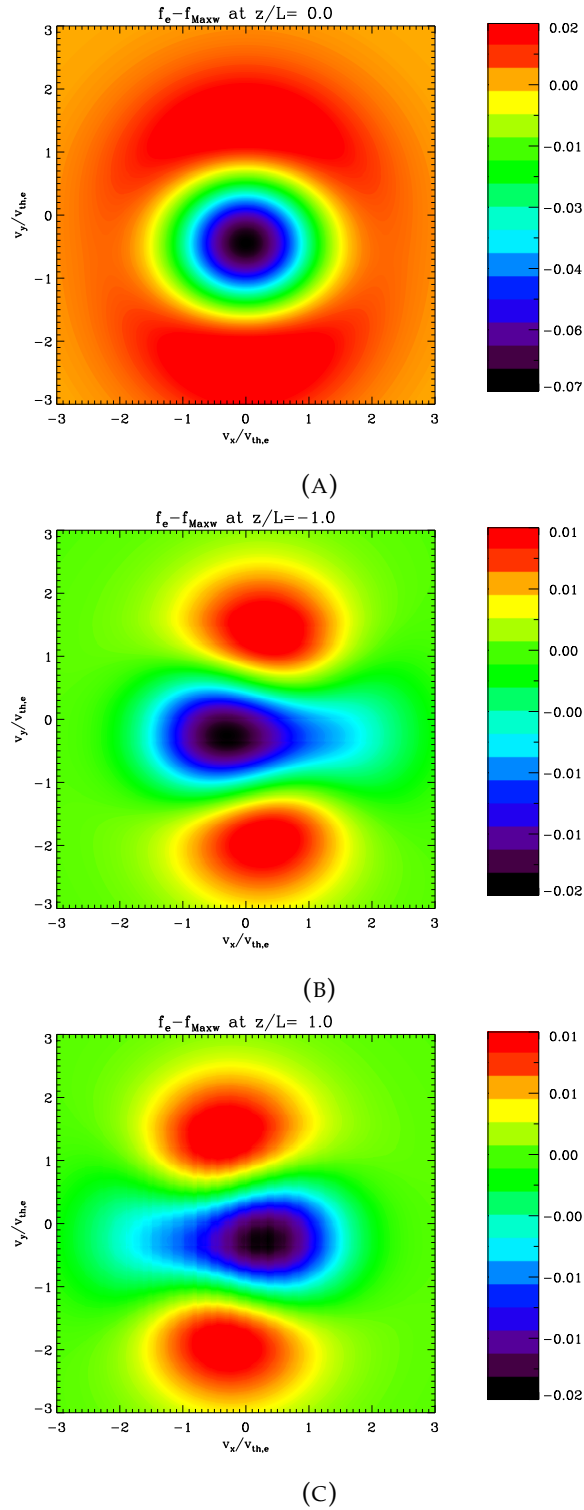 f_e−f_Maxw at z/L= 0.0
3
2
1
0
−1
−2
−3
v_y/v_th,e
−3 −2 −1 0 1 2 3
v_x/v_th,e
0.02
0.00
−0.01
−0.03
−0.04
−0.06
−0.07
(A)
f_e−f_Maxw at z/L=−1.0
3
2
1
0
−1
−2
−3
v_y/v_th,e
−3 −2 −1 0 1 2 3
v_x/v_th,e
0.01
0.00
−0.00
−0.01
−0.01
−0.02
(B)
f_e−f_Maxw at z/L= 1.0
3
2
1
0
−1
−2
−3
v_y/v_th,e
−3 −2 −1 0 1 2 3
v_x/v_th,e
0.01
0.00
−0.00
−0.01
−0.01
−0.02
(C)